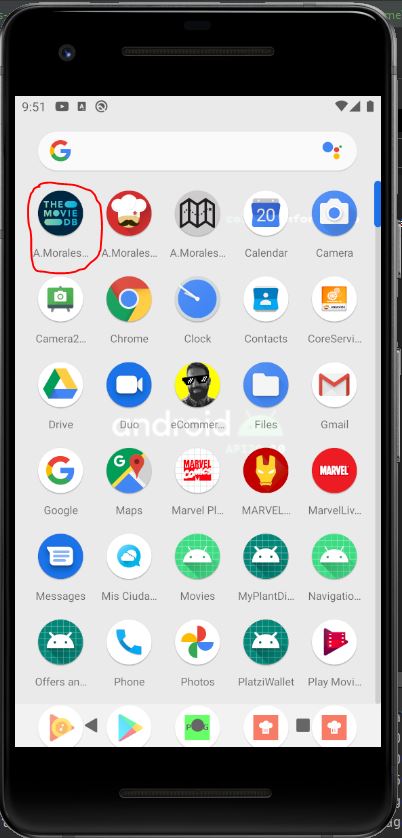 9:51
THE
MOVIE
DB
A.Morales... A.Morales... A.Morales... Calendar Camera
20
Camera2... Chrome Clock Contacts CoreServi...
Drive Duo eCommer... Files Gmail
android
Google Maps Marvel Pl... MARVEL... MarvelLiv...
MARVEL
COMICS
MARVEL
Messages Mis Ciuda... Movies MyPlantDi... Navigatio...
Offers an... Phone Photos PlatziWallet Play Movi...